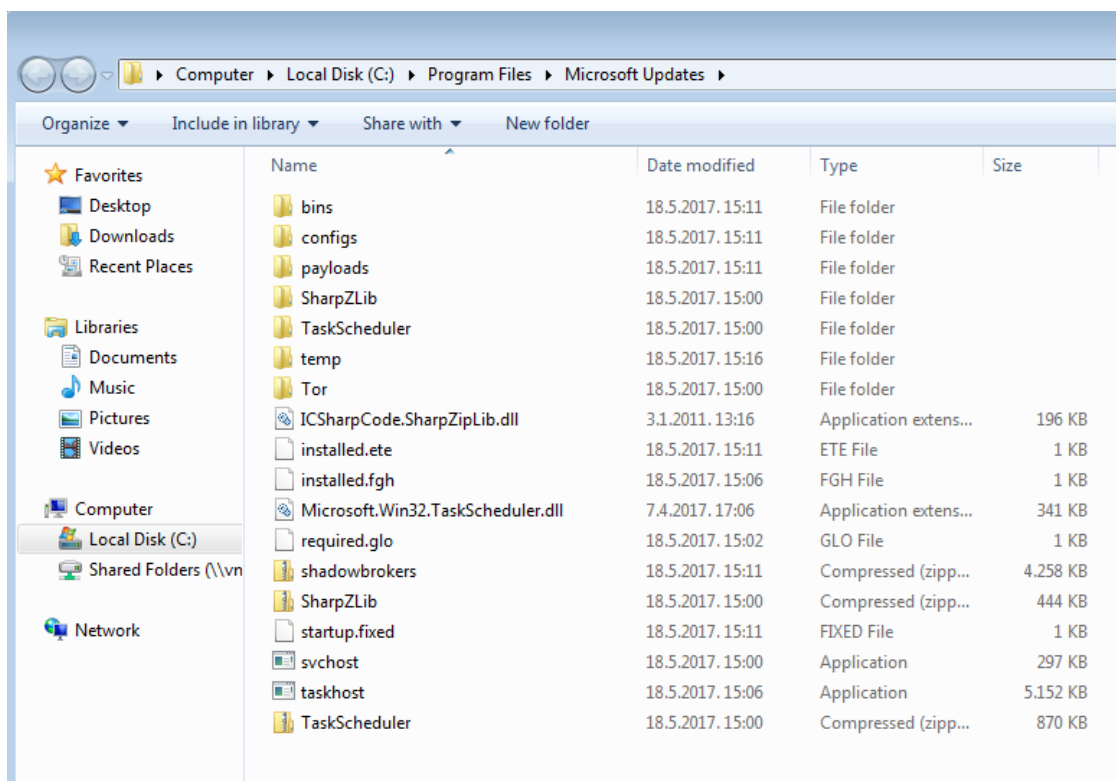 Computer Local Disk (C:) Program Files Microsoft Updates
Organize Include in library Share with New folder
Favorites
Desktop
Downloads
Recent Places
Libraries
Documents
Music
Pictures
Videos
Computer
Local Disk (C:)
Shared Folders (\\vn
Network
Name Date modified Type Size
bins 18.5.2017. 15:11 File folder
configs 18.5.2017. 15:11 File folder
payloads 18.5.2017. 15:11 File folder
SharpZLib 18.5.2017. 15:00 File folder
TaskScheduler 18.5.2017. 15:00 File folder
temp 18.5.2017. 15:16 File folder
Tor 18.5.2017. 15:00 File folder
ICSharpCode.SharpZipLib.dll 3.1.2011. 13:16 Application extens... 196 KB
installed.ete 18.5.2017. 15:11 ETE File 1 KB
installed.fgh 18.5.2017. 15:06 FGH File 1 KB
Microsoft.Win32.TaskScheduler.dll 7.4.2017. 17:06 Application extens... 341 KB
required.glo 18.5.2017. 15:02 GLO File 1 KB
shadowbrokers 18.5.2017. 15:11 Compressed (zipp... 4.258 KB
SharpZLib 18.5.2017. 15:00 Compressed (zipp... 444 KB
startup.fixed 18.5.2017. 15:11 FIXED File 1 KB
svchost 18.5.2017. 15:00 Application 297 KB
taskhost 18.5.2017. 15:06 Application 5.152 KB
TaskScheduler 18.5.2017. 15:00 Compressed (zipp... 870 KB